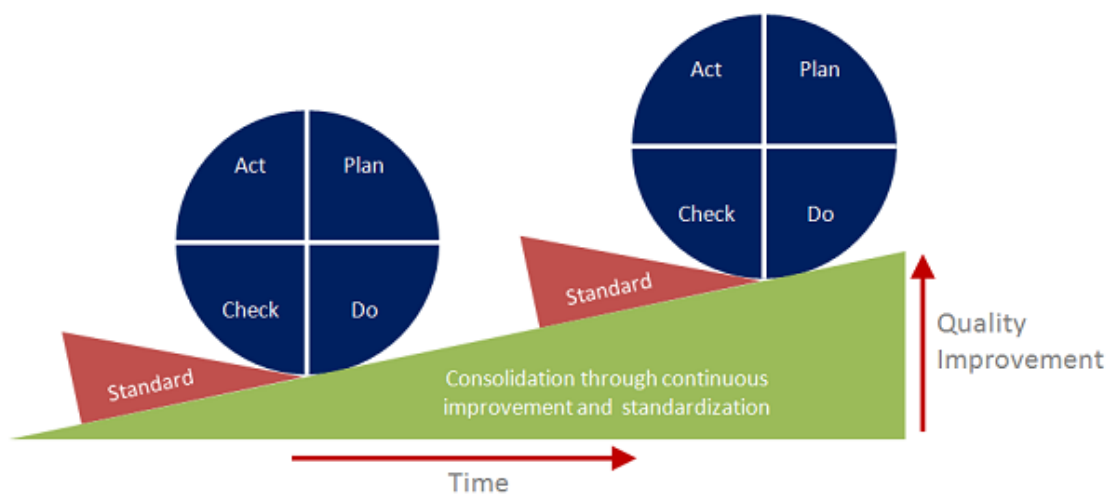 Act
Plan
Check
Do
Standard
Act
Plan
Check
Do
Standard
Consolidation through continuous
improvement and standardization
Quality
Improvement
Time